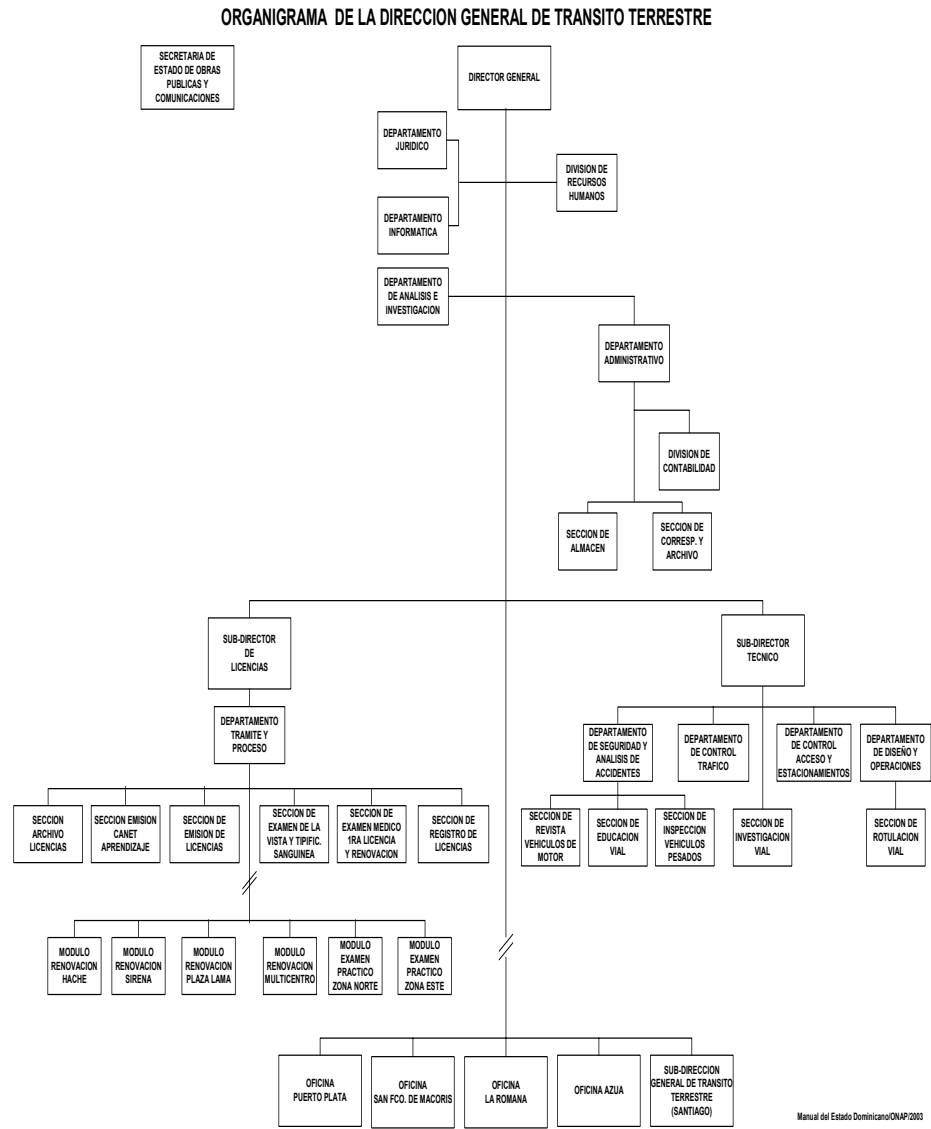 ORGANIGRAMA DE LA DIRECCION GENERAL DE TRANSITO TERRESTRE
SECRETARIA DE
ESTADO DE OBRAS
PUBLICAS Y
COMUNICACIONES
DIRECTOR GENERAL
DEPARTAMENTO
JURIDICO
DIVISION DE
RECURSOS
HUMANOS
DEPARTAMENTO
INFORMATICA
DEPARTAMENTO
DE ANALISIS E
INVESTIGACION
DEPARTAMENTO
ADMINISTRATIVO
DIVISION DE
CONTABILIDAD
SECCION DE
ALMACEN
SECCION DE
CORRESP. Y
ARCHIVO
SUB-DIRECTOR
DE
LICENCIAS
SUB-DIRECTOR
TECNICO
DEPARTAMENTO
TRAMITE Y
PROCESO
DEPARTAMENTO
DE SEGURIDAD Y
ANALISIS DE
ACCIDENTES
DEPARTAMENTO
DE CONTROL
TRAFICO
DEPARTAMENTO
DE CONTROL
ACCESO Y
ESTACIONAMIENTOS
DEPARTAMENTO
DE DISEÑO Y
OPERACIONES
SECCION
ARCHIVO
LICENCIAS
SECCION EMISION
CANET
APRENDIZAJE
SECCION DE
EMISION DE
LICENCIAS
SECCION DE
EXAMEN DE LA
VISTA Y TIPIFIC.
SANGUINEA
SECCION DE
EXAMEN MEDICO
1RA LICENCIA
Y RENOVACION
SECCION DE
REGISTRO DE
LICENCIAS
SECCION DE
REVISTA
VEHICULOS DE
MOTOR
SECCION DE
EDUCACION
VIAL
SECCION DE
INSPECCION
VEHICULOS
PESADOS
SECCION DE
INVESTIGACION
VIAL
SECCION DE
ROTULACION
VIAL
MODULO
RENOVACION
HACHE
MODULO
RENOVACION
SIRENA
MODULO
RENOVACION
PLAZA LAMA
MODULO
RENOVACION
MULTICENTRO
MODULO
EXAMEN
PRACTICO
ZONA NORTE
MODULO
EXAMEN
PRACTICO
ZONA ESTE
OFICINA
PUERTO PLATA
OFICINA
SAN FCO. DE MACORIS
OFICINA
LA ROMANA
OFICINA AZUA
SUB-DIRECCION
GENERAL DE TRANSITO
TERRESTRE
(SANTIAGO)
Manual del Estado Dominicano/ONAP/2003